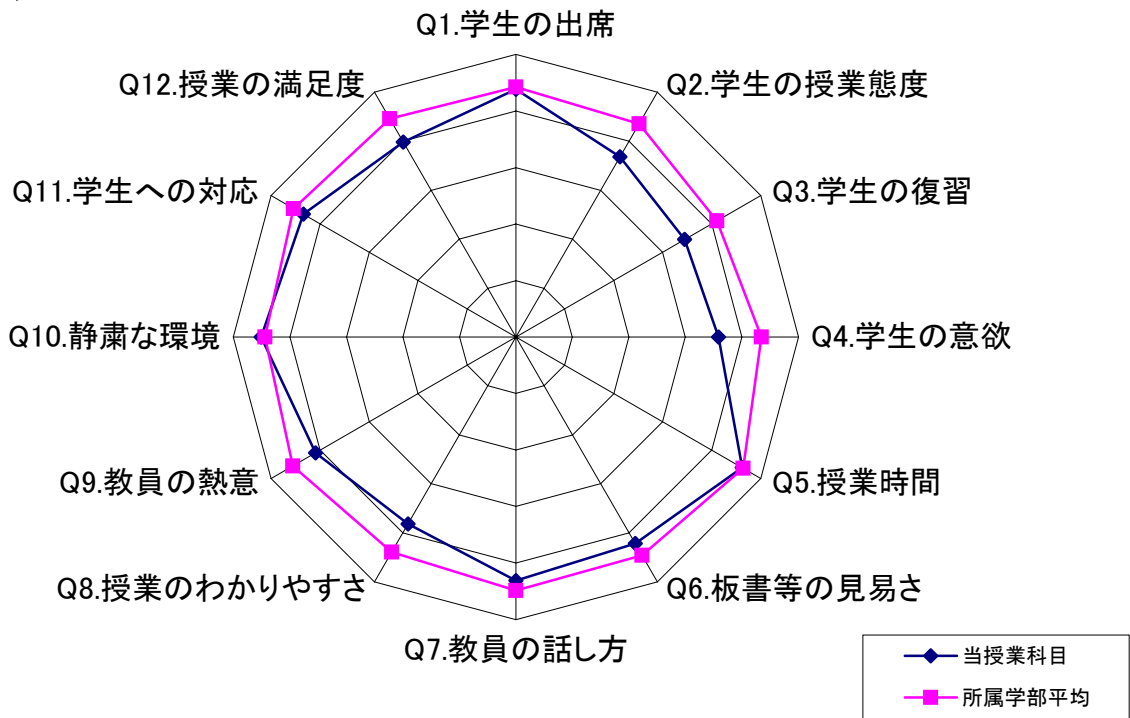 Q1.学生の出席
Q2.学生の授業態度
Q3.学生の復習
Q4.学生の意欲
Q5.授業時間
Q6.板書等の見易さ
Q7.教員の話し方
Q8.授業のわかりやすさ
Q9.教員の熱意
Q10.静粛な環境
Q11.学生への対応
Q12.授業の満足度
当授業科目
所属学部平均